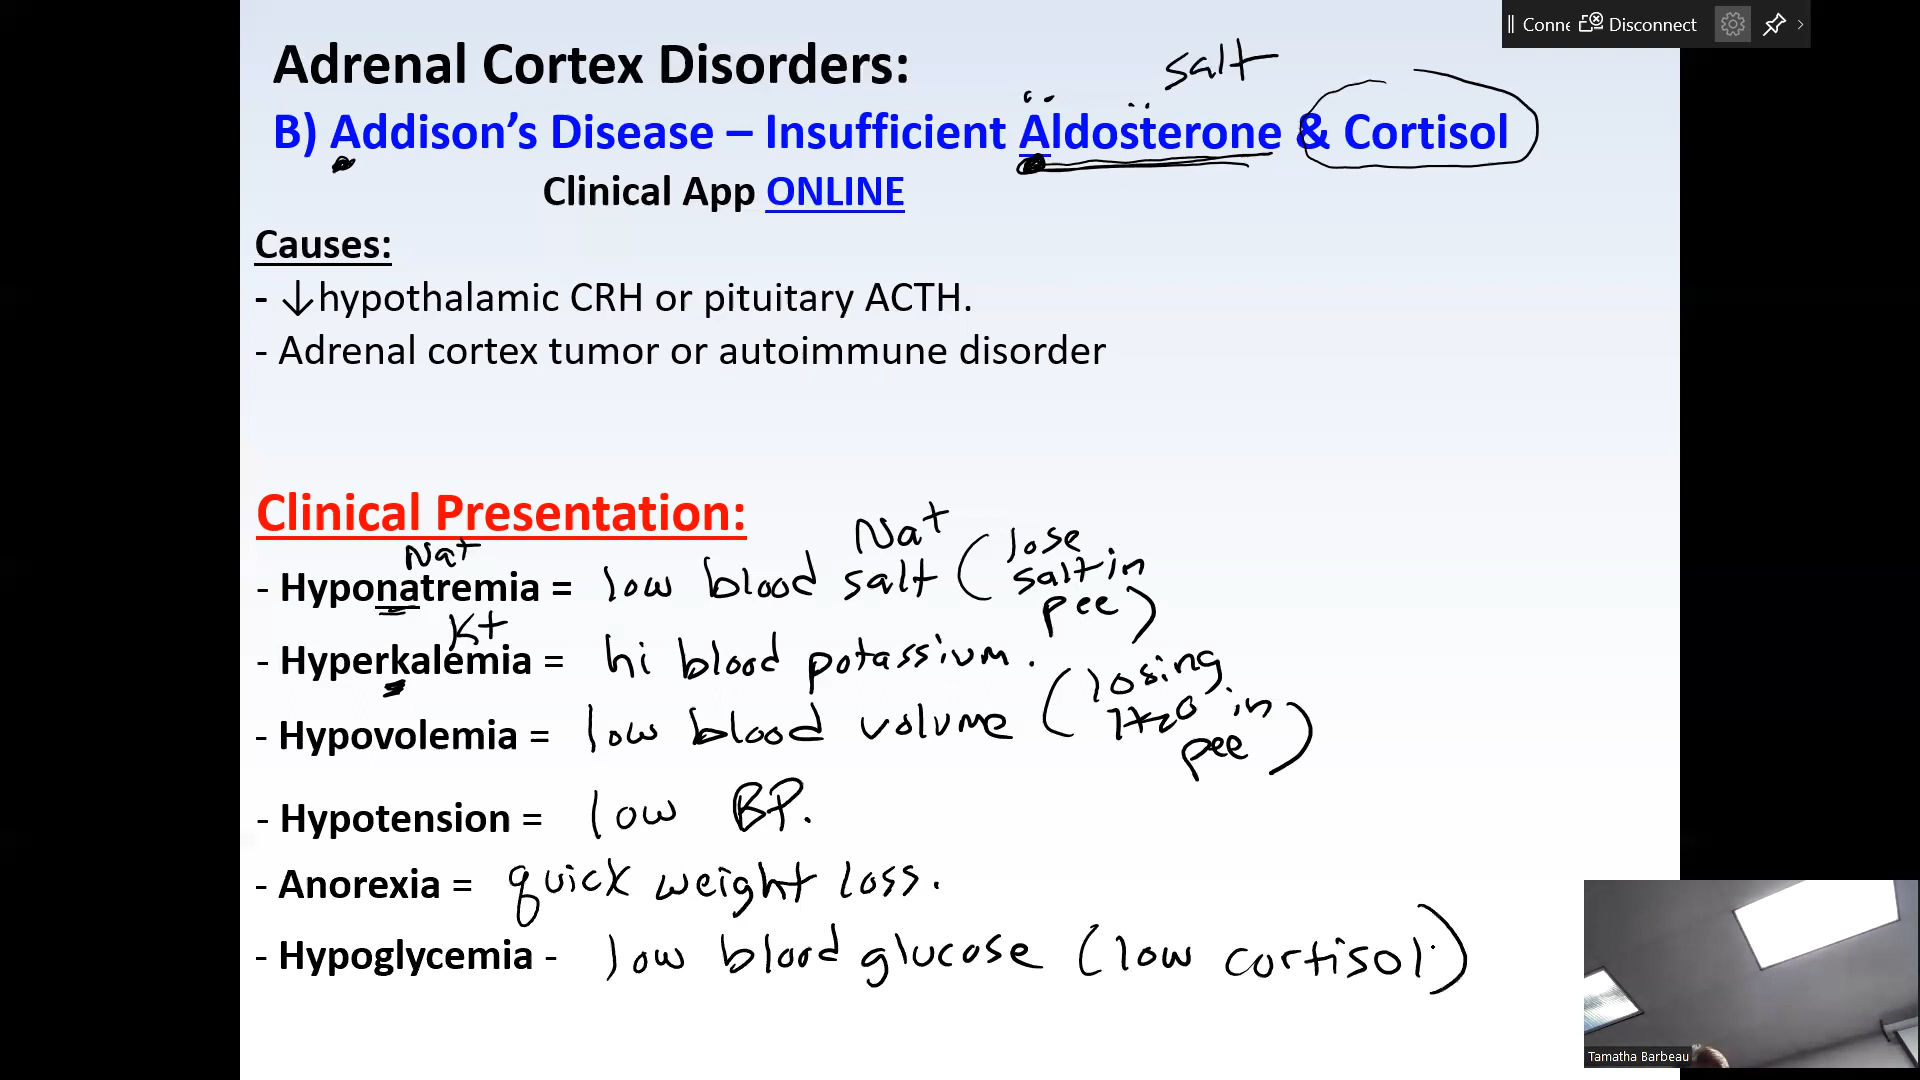 Conne Disconnect
Adrenal Cortex Disorders:
salt
B) Addison's Disease – Insufficient Aldosterone & Cortisol
Clinical App ONLINE
Causes:
- ↓hypothalamic CRH or pituitary ACTH.
- Adrenal cortex tumor or autoimmune disorder
Clinical Presentation:
Na+
- Hyponatremia = low blood Na+ salt (lose salt in pee)
K+
- Hyperkalemia = hi blood potassium.
- Hypovolemia = low blood volume (losing H2O in pee)
- Hypotension = low BP.
- Anorexia = quick weight loss.
- Hypoglycemia - low blood glucose (low cortisol)
Tamatha Barbeau